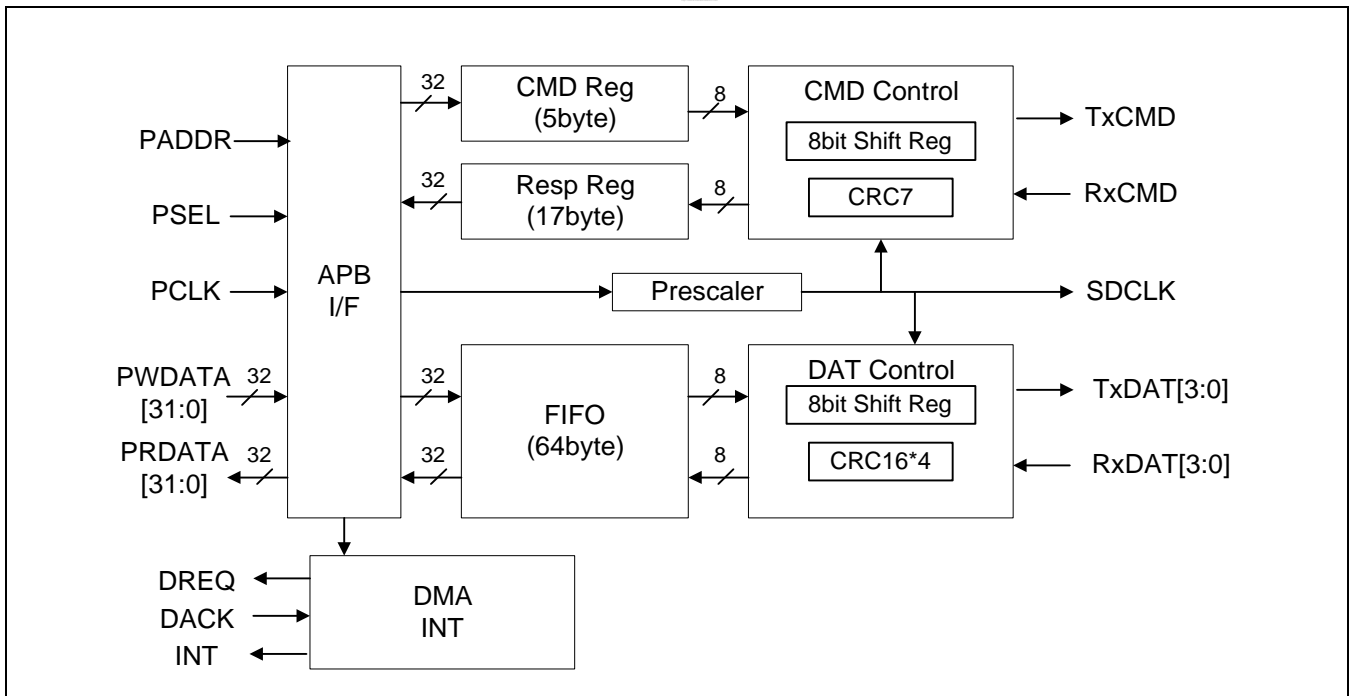 32
CMD Reg
(5byte)
8
CMD Control
8bit Shift Reg
CRC7
TxCMD
RxCMD
PADDR
PSEL
PCLK
32
Resp Reg
(17byte)
8
APB
I/F
Prescaler
SDCLK
PWDATA
[31:0]
32
PRDATA
[31:0]
32
32
32
FIFO
(64byte)
8
8
DAT Control
8bit Shift Reg
CRC16*4
TxDAT[3:0]
RxDAT[3:0]
DREQ
DACK
INT
DMA
INT